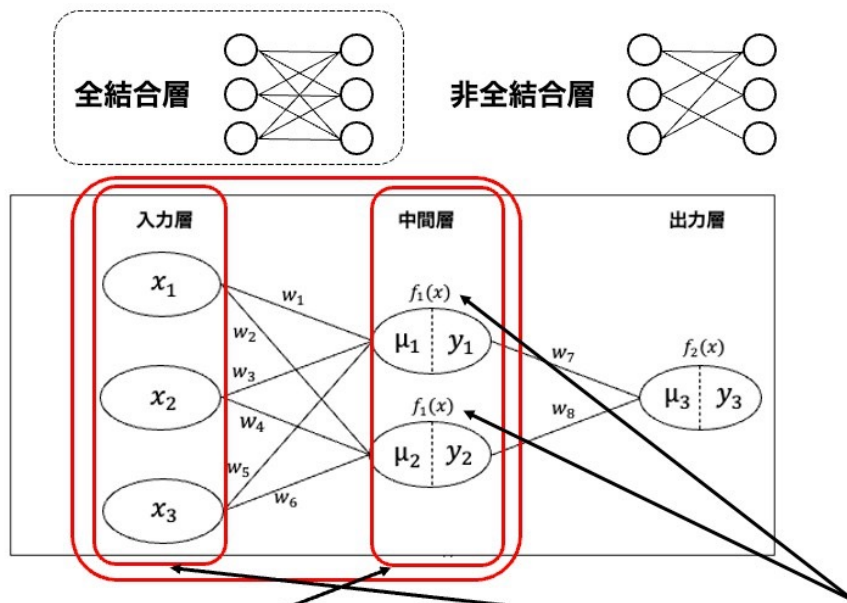 全結合層
非全結合層
入力層
中間層
出力層
x₁
w₁
w₂
f₁(x)
μ₁ y₁
w₇
f₂(x)
x₂
w₃
w₄
f₁(x)
w₈
μ₃ y₃
μ₂ y₂
w₅
w₆
x₃